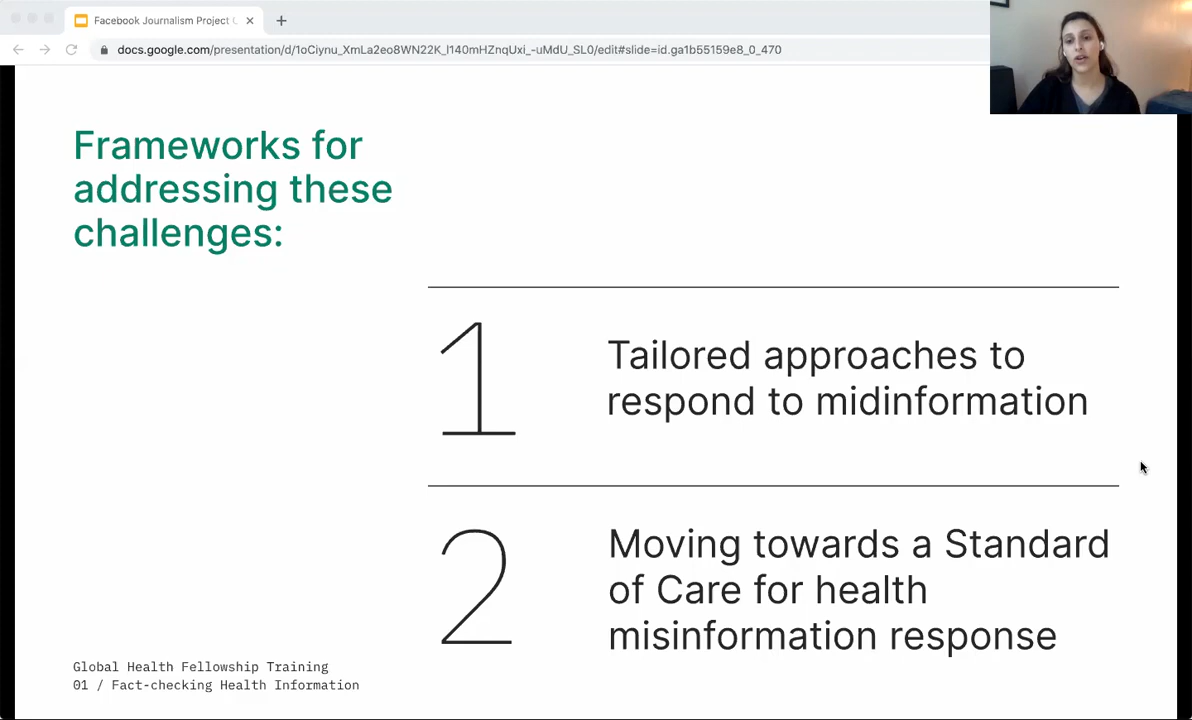 Facebook Journalism Project
docs.google.com/presentation/d/1oCiynu_XmLa2eo8WN22K_l140mHZnqUxi_-uMdU_SL0/edit#slide=id.ga1b55159e8_0_470
Frameworks for
addressing these
challenges:
1
Tailored approaches to
respond to midinformation
2
Moving towards a Standard
of Care for health
misinformation response
Global Health Fellowship Training
01 / Fact-checking Health Information